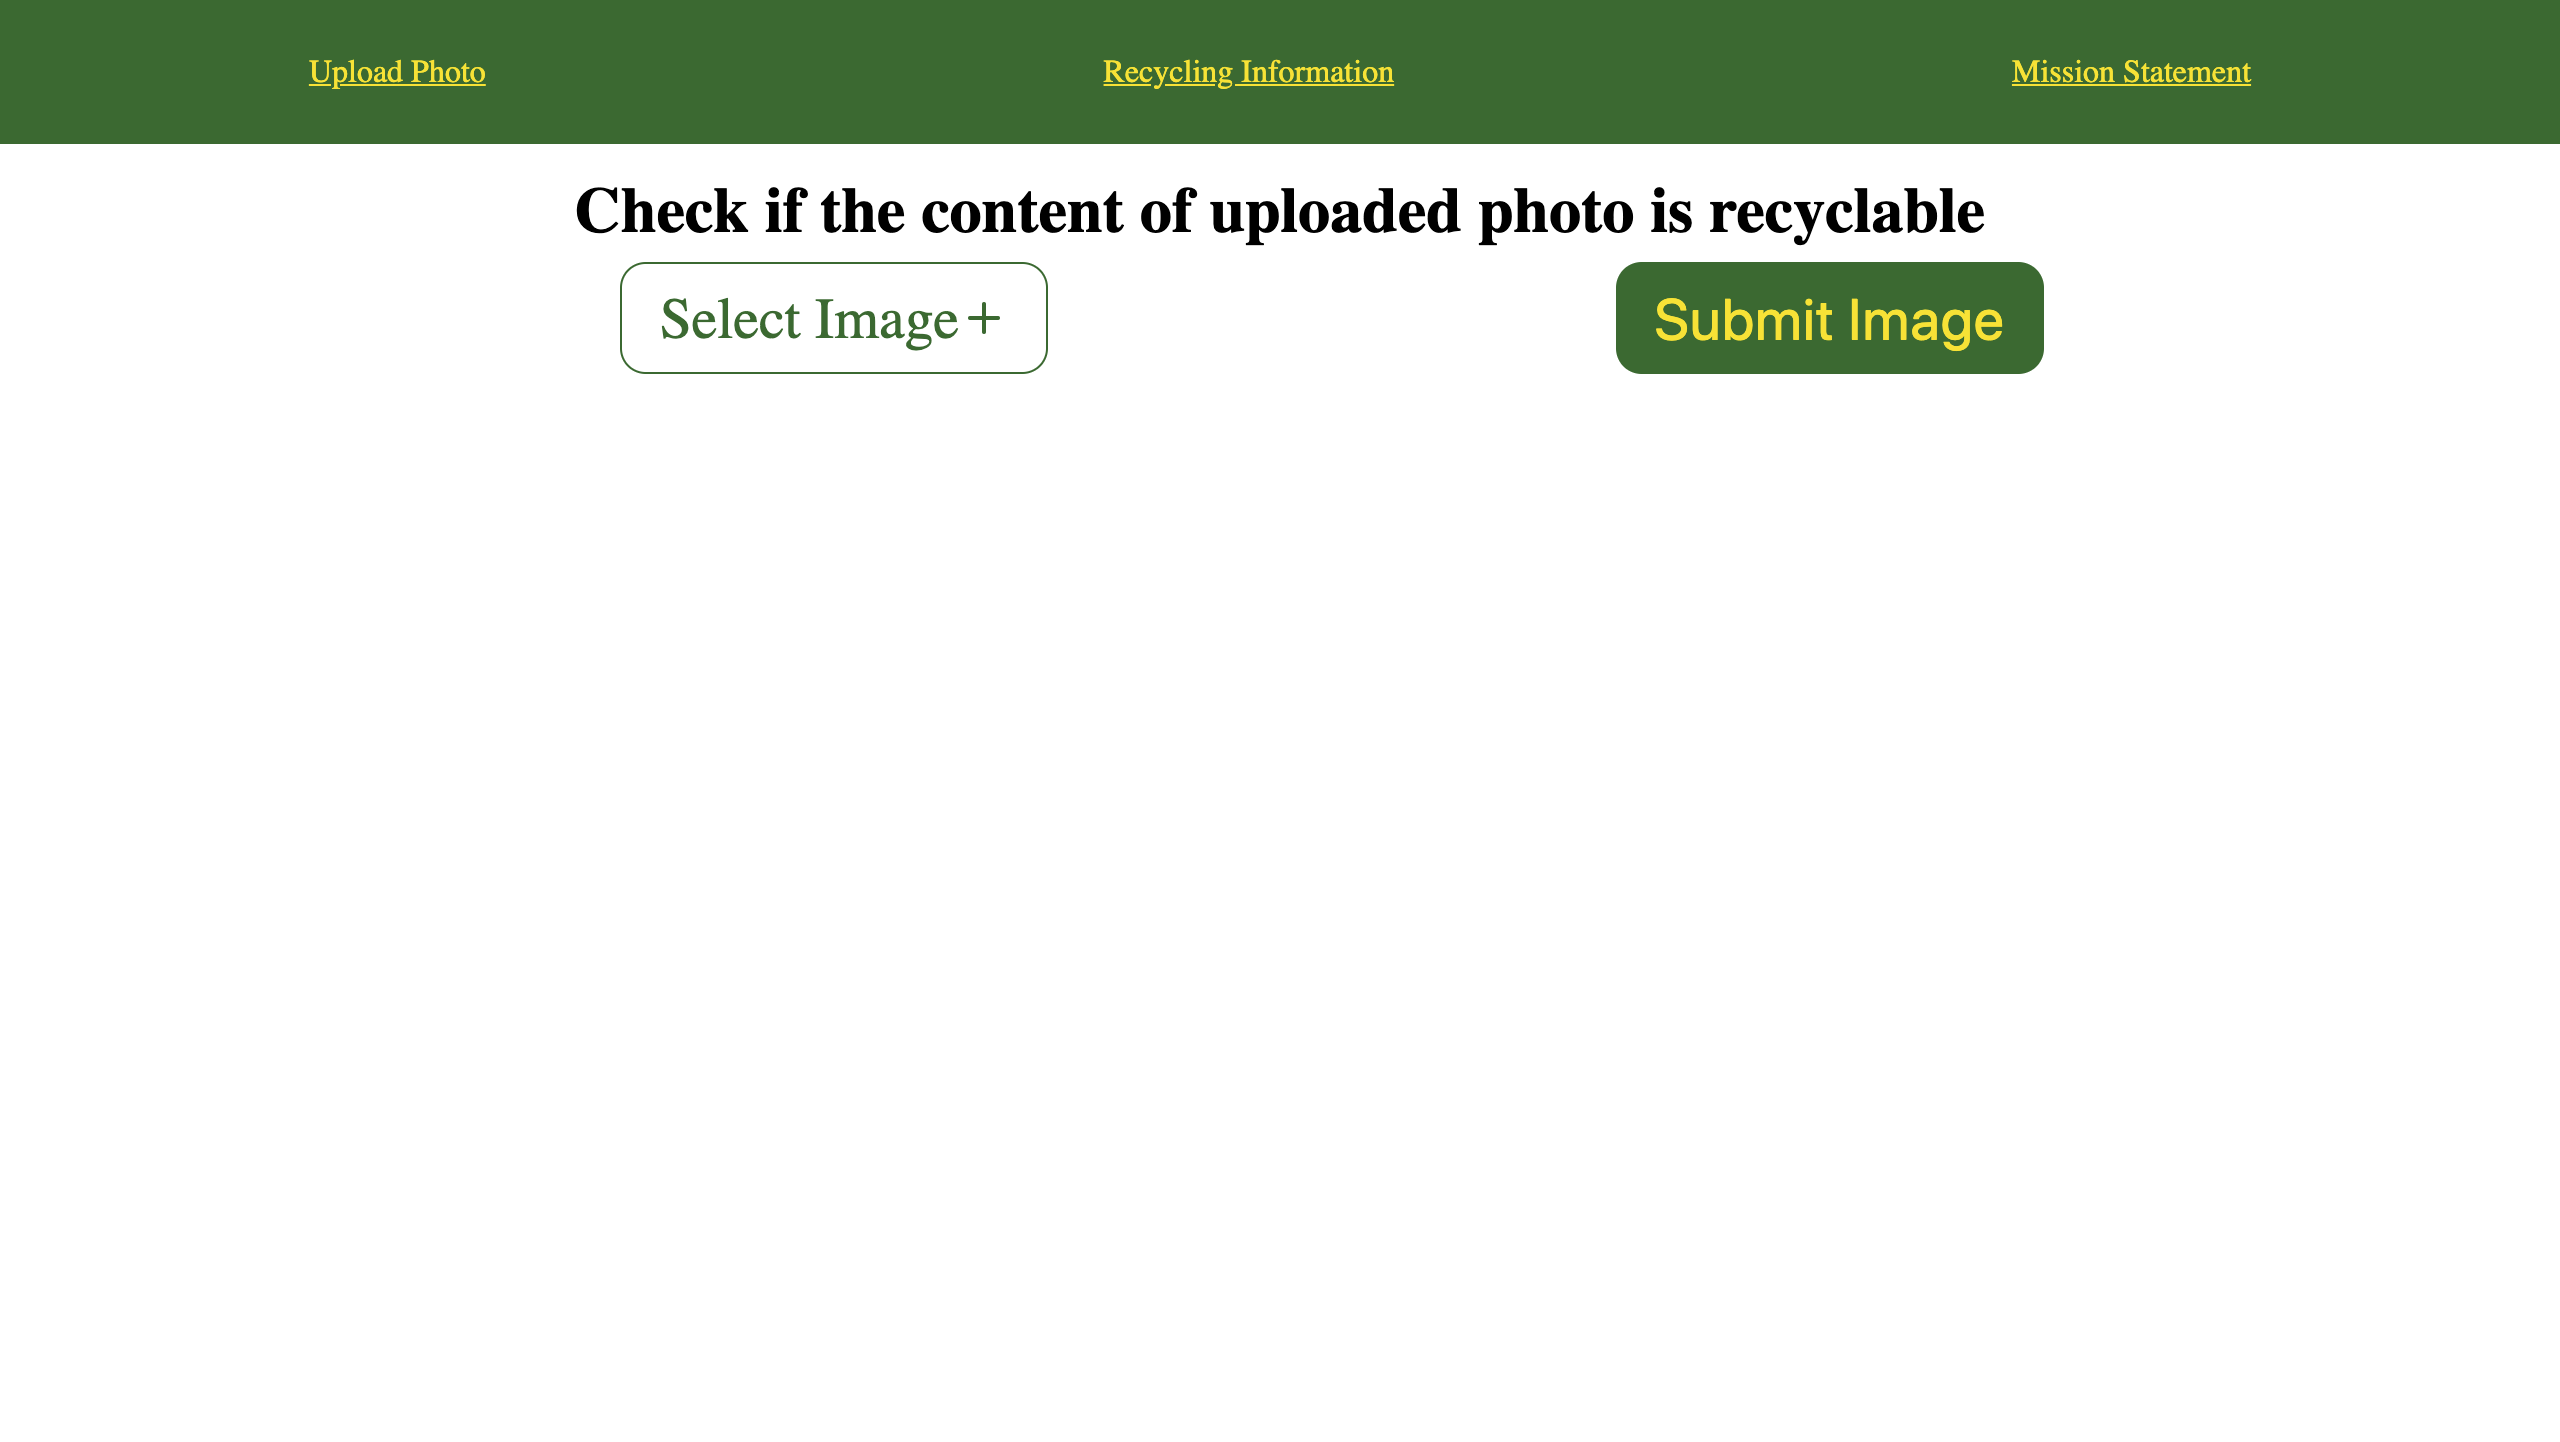 Upload Photo Recycling Information Mission Statement
Check if the content of uploaded photo is recyclable
Select Image + Submit Image